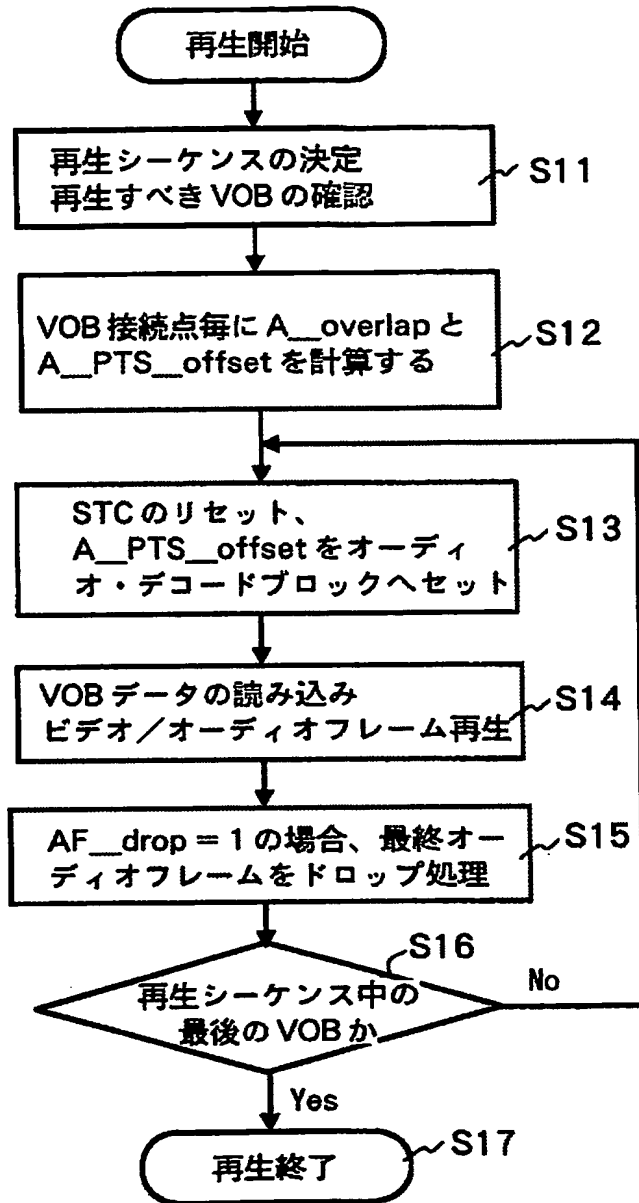 再生開始
再生シーケンスの決定
再生すべきVOBの確認
S11
VOB接続点毎にA__overlapと
A__PTS__offsetを計算する
S12
STCのリセット、
A__PTS__offsetをオーディ
オ・デコードブロックへセット
S13
VOBデータの読み込み
ビデオ／オーディオフレーム再生
S14
AF__drop = 1の場合、最終オー
ディオフレームをドロップ処理
S15
S16
再生シーケンス中の
最後のVOBか
No
Yes
再生終了
S17